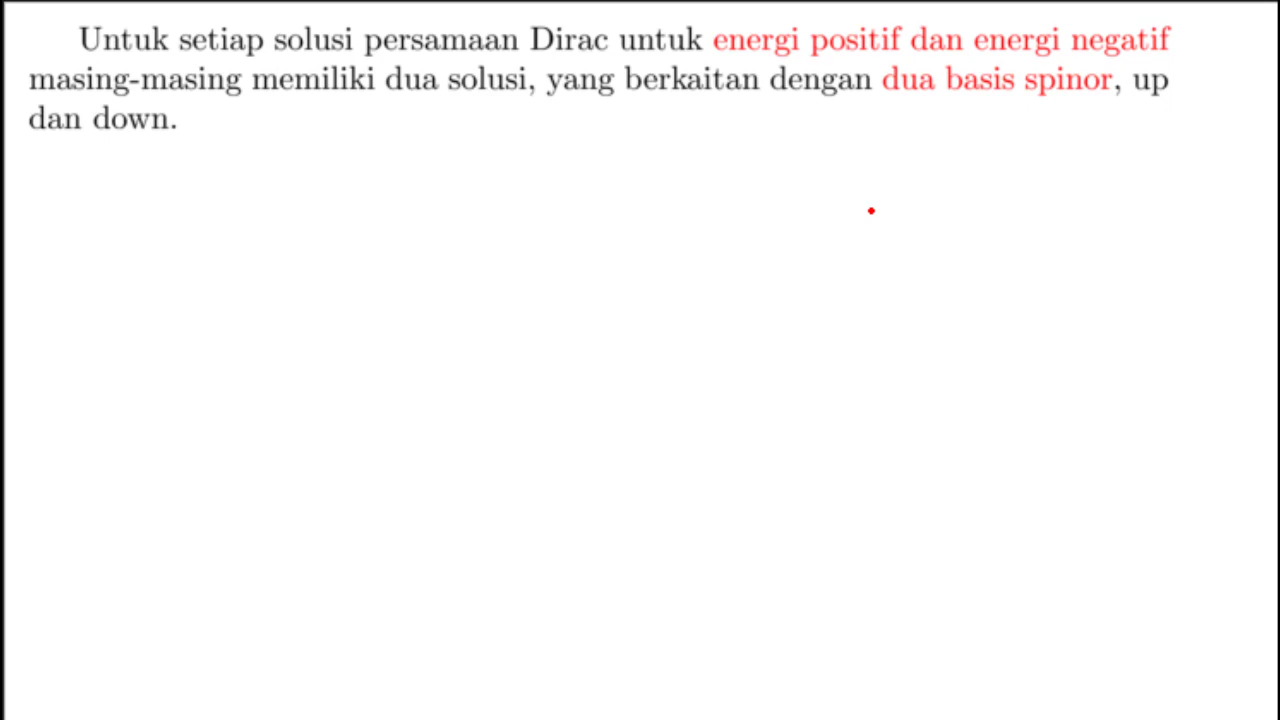 Untuk setiap solusi persamaan Dirac untuk energi positif dan energi negatif
masing-masing memiliki dua solusi, yang berkaitan dengan dua basis spinor, up
dan down.